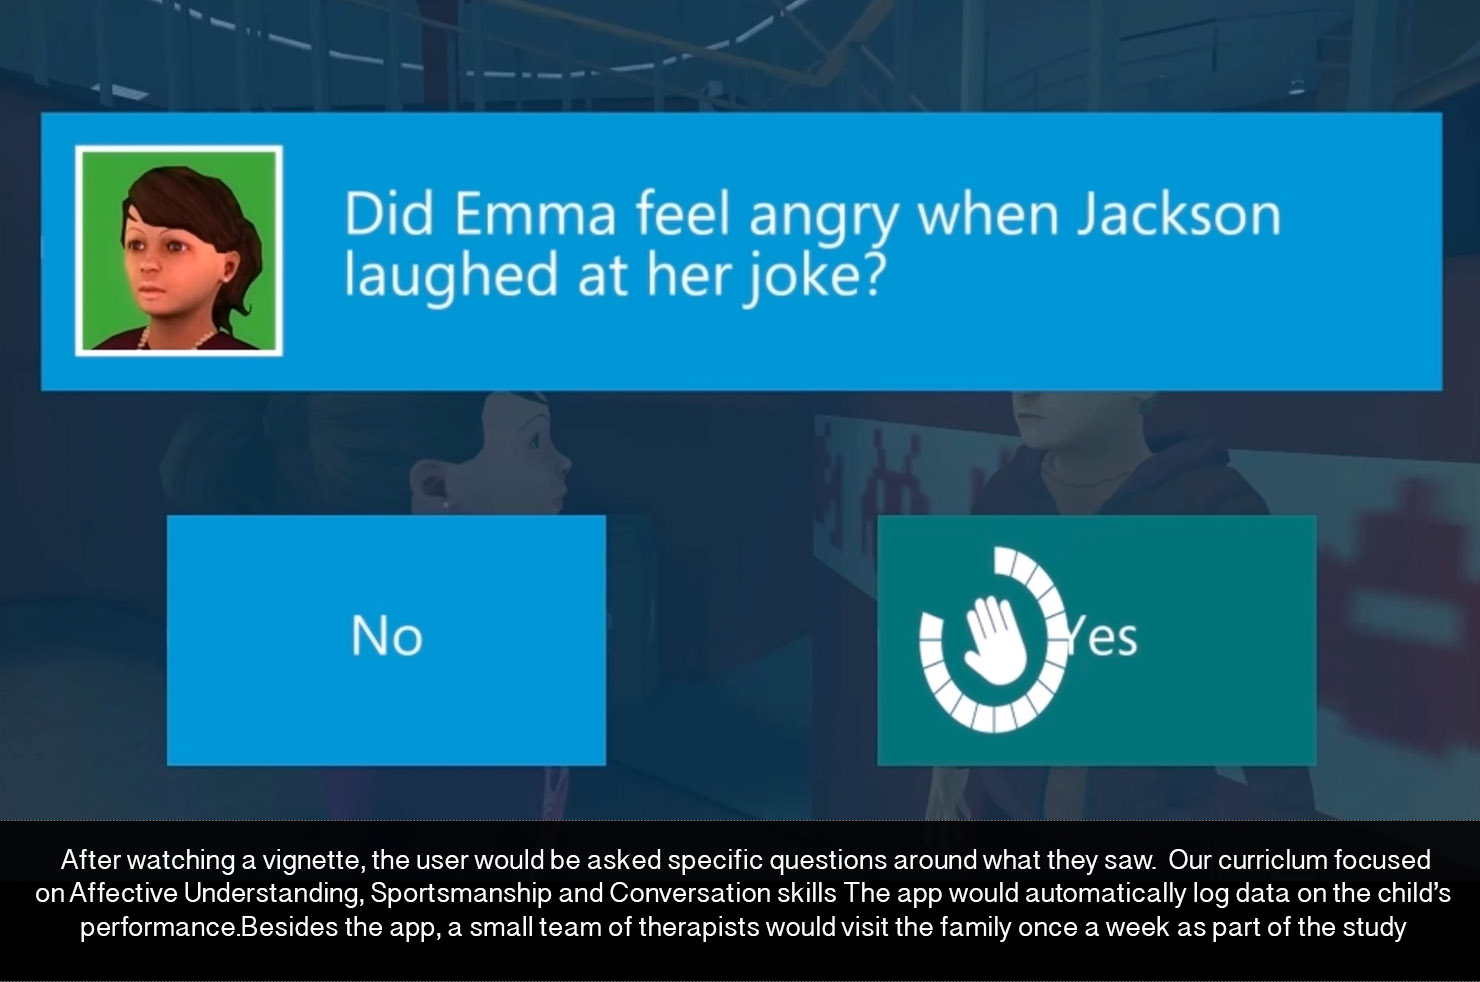 Did Emma feel angry when Jackson
laughed at her joke?
No
Yes
After watching a vignette, the user would be asked specific questions around what they saw.  Our curriclum focused
on Affective Understanding, Sportsmanship and Conversation skills The app would automatically log data on the child’s
performance.Besides the app, a small team of therapists would visit the family once a week as part of the study